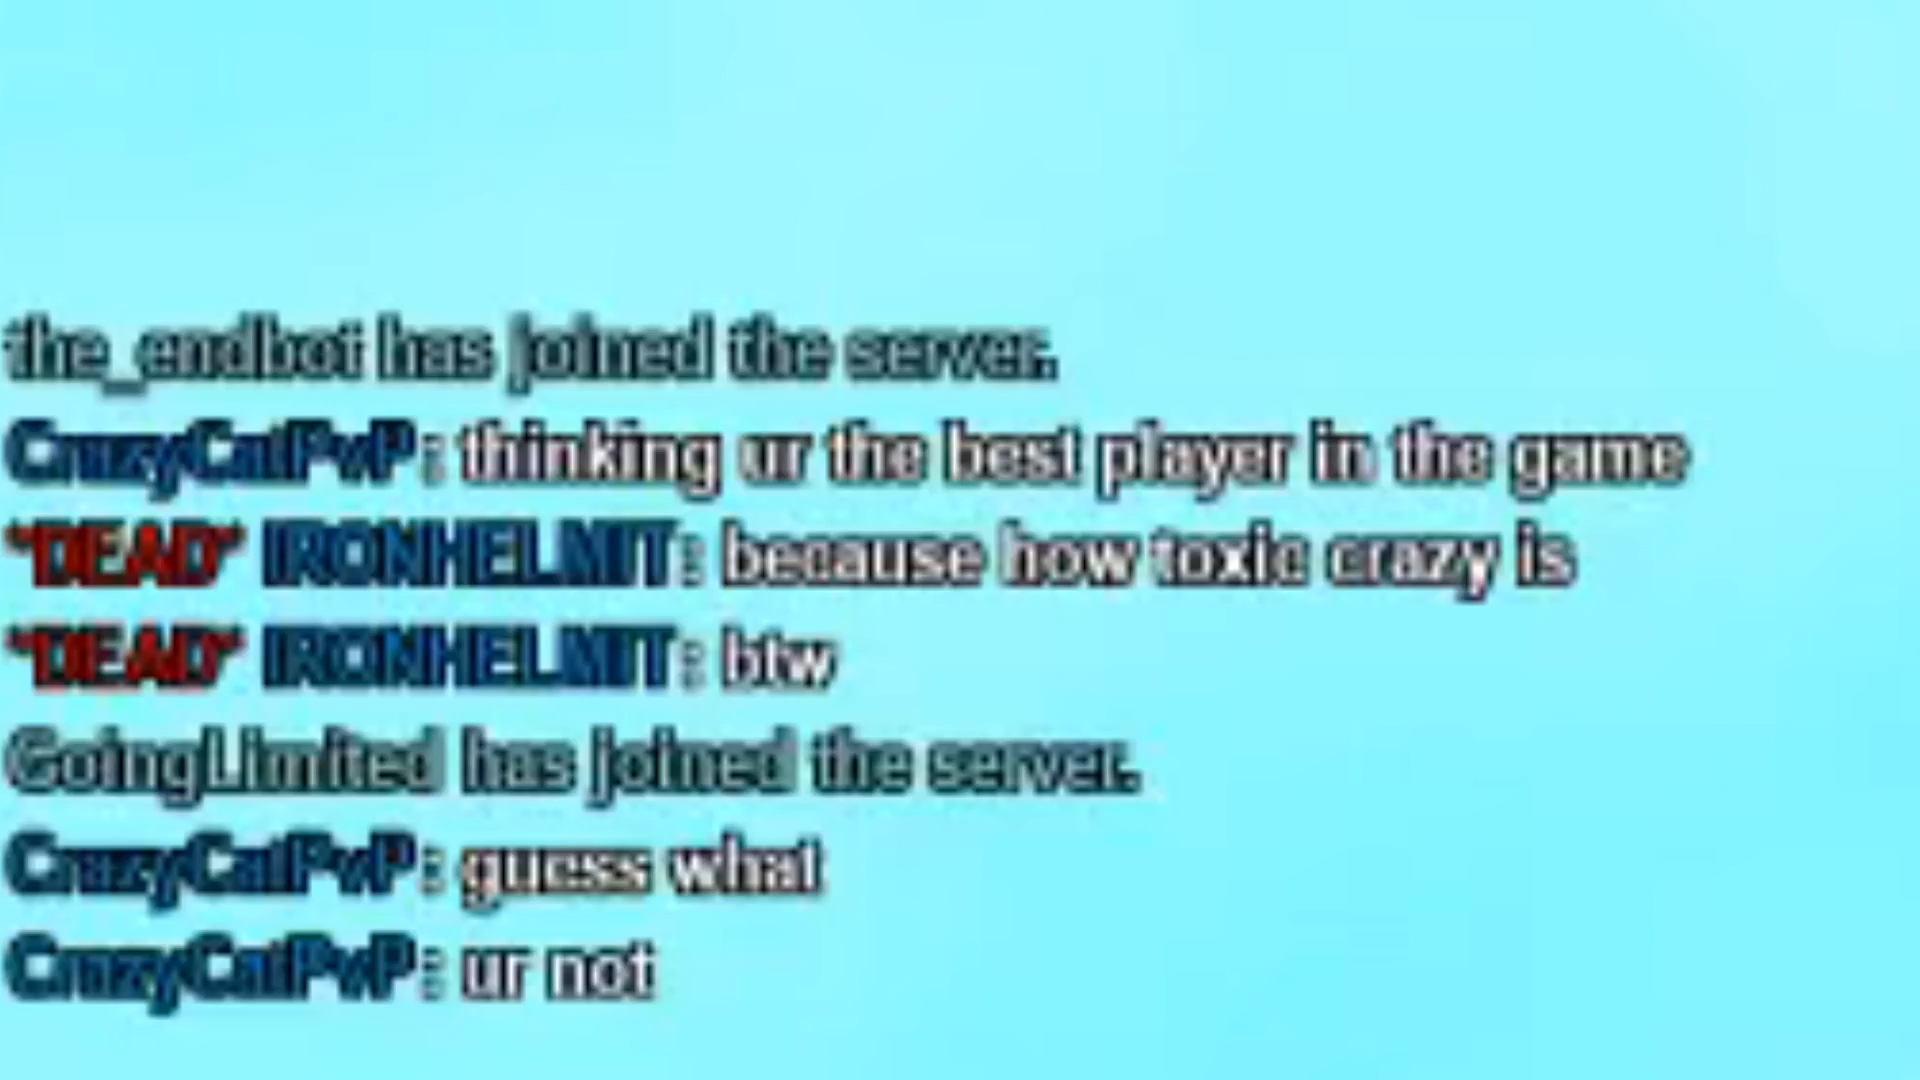 the_endbot has joined the server.
CrazyCatPvP: thinking ur the best player in the game
*DEAD* IRONHELMIT: because how toxic crazy is
*DEAD* IRONHELMIT: btw
GoingLimited has joined the server.
CrazyCatPvP: guess what
CrazyCatPvP: ur not